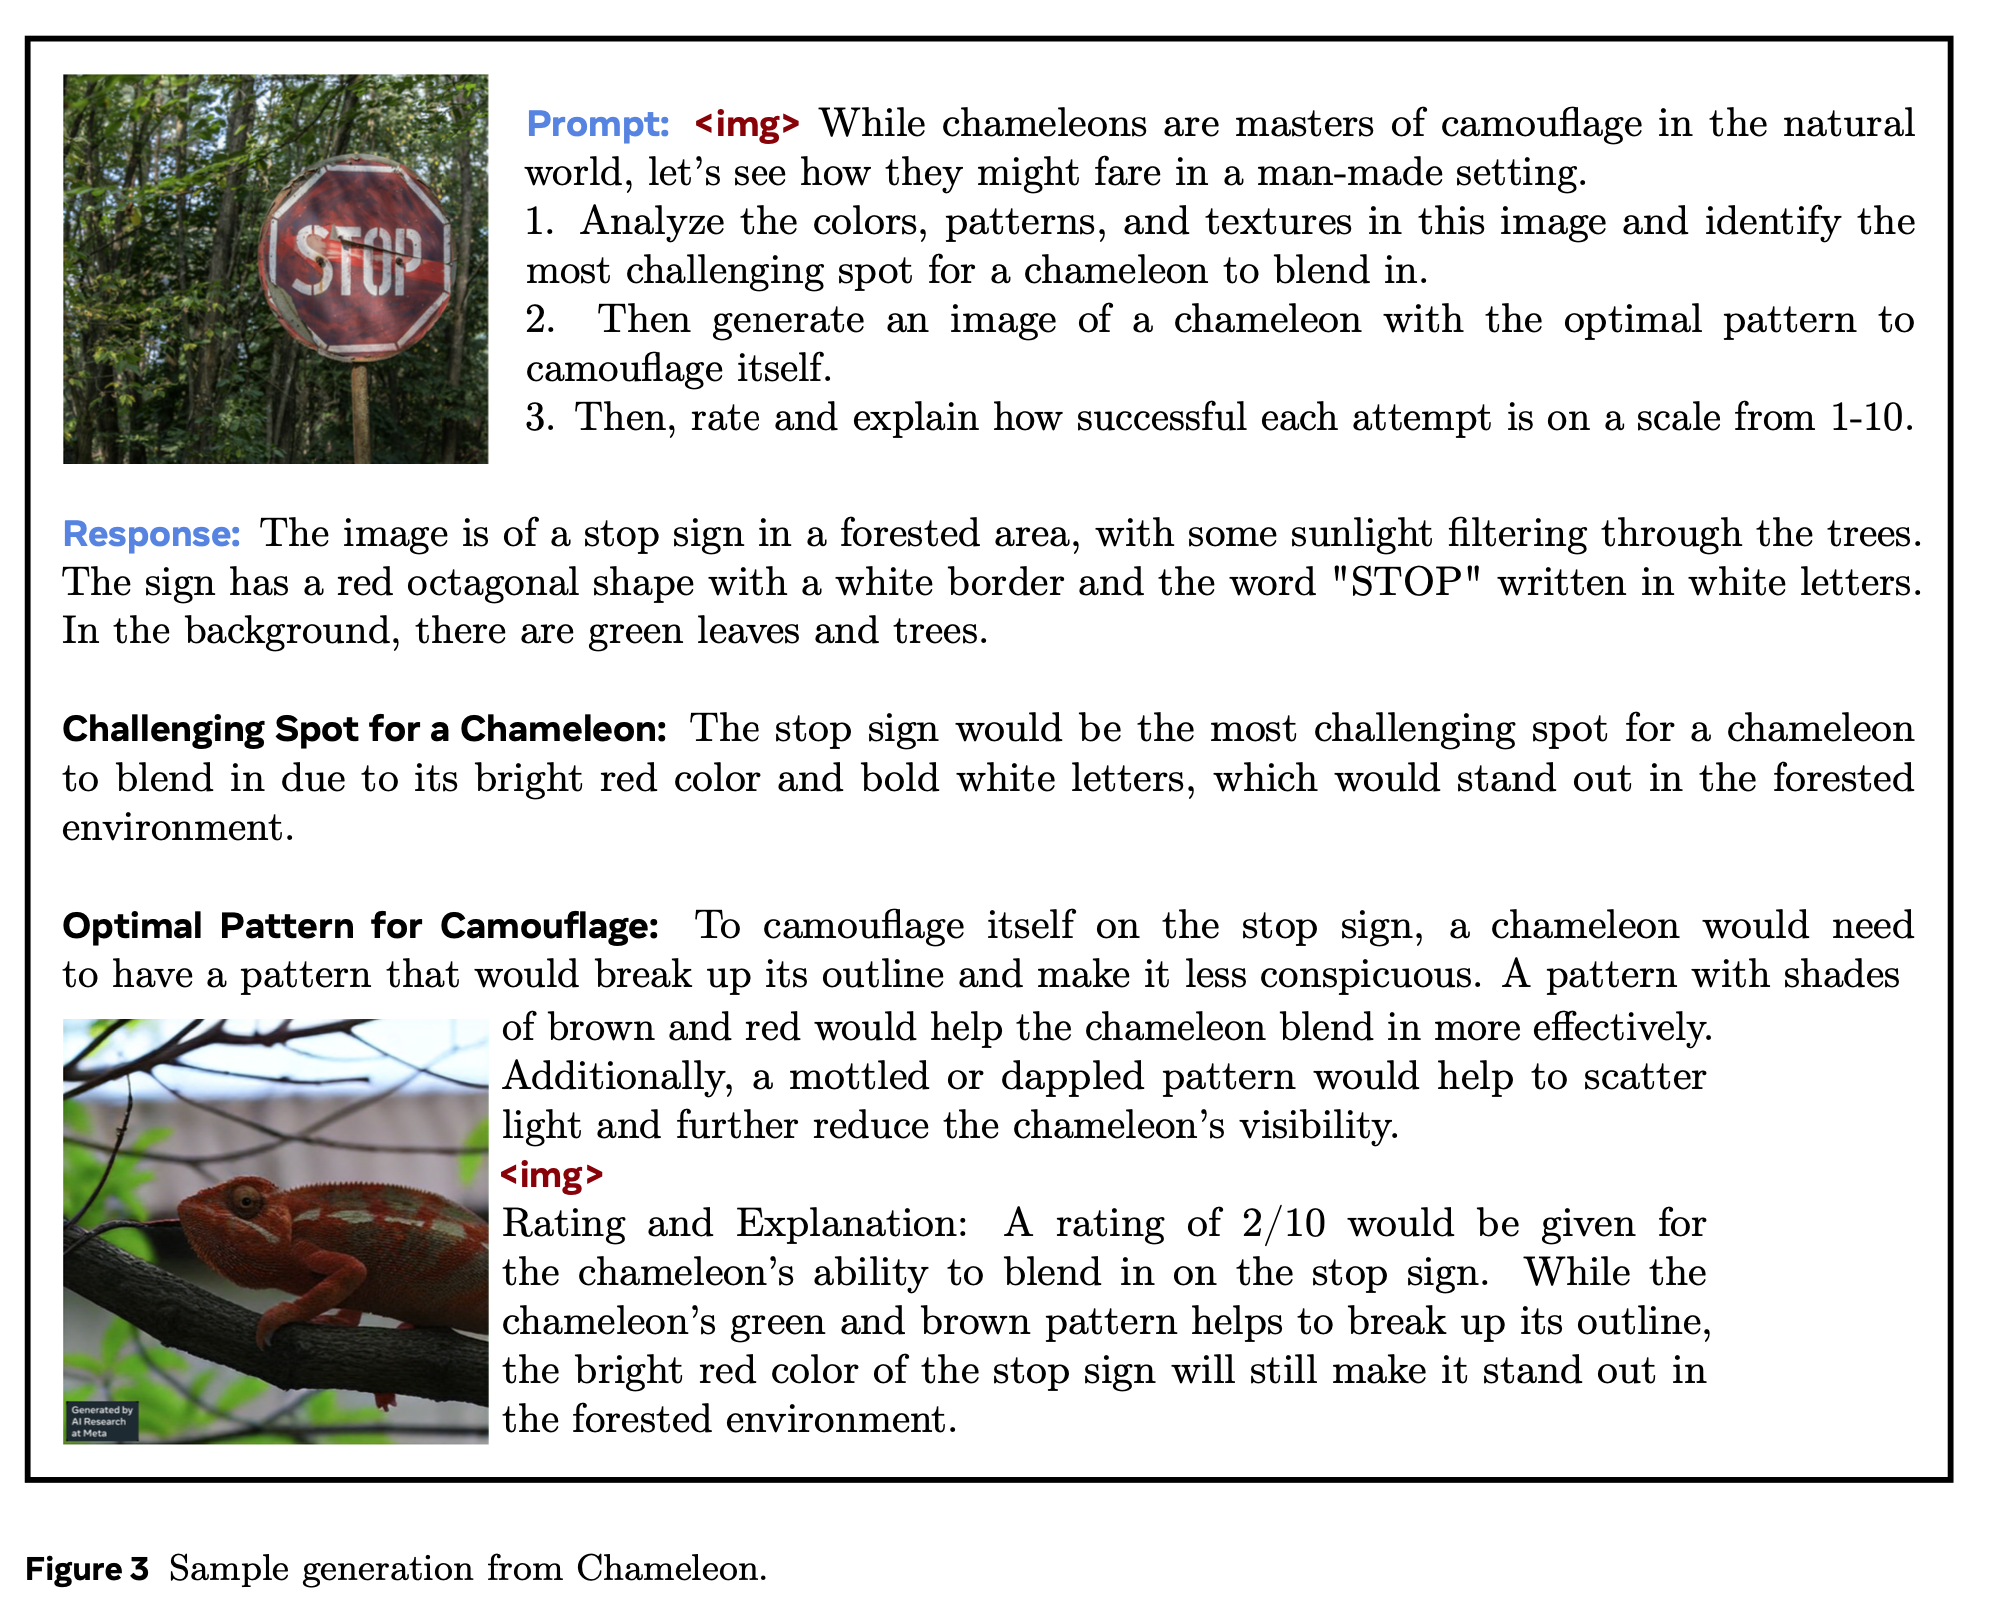 STOP
Prompt: <img> While chameleons are masters of camouflage in the natural
world, let's see how they might fare in a man-made setting.
1. Analyze the colors, patterns, and textures in this image and identify the
most challenging spot for a chameleon to blend in.
2. Then generate an image of a chameleon with the optimal pattern to
camouflage itself.
3. Then, rate and explain how successful each attempt is on a scale from 1-10.
Response: The image is of a stop sign in a forested area, with some sunlight filtering through the trees.
The sign has a red octagonal shape with a white border and the word "STOP" written in white letters.
In the background, there are green leaves and trees.
Challenging Spot for a Chameleon: The stop sign would be the most challenging spot for a chameleon
to blend in due to its bright red color and bold white letters, which would stand out in the forested
environment.
Optimal Pattern for Camouflage: To camouflage itself on the stop sign, a chameleon would need
to have a pattern that would break up its outline and make it less conspicuous. A pattern with shades
of brown and red would help the chameleon blend in more effectively.
Additionally, a mottled or dappled pattern would help to scatter
light and further reduce the chameleon's visibility.
<img>
Rating and Explanation: A rating of 2/10 would be given for
the chameleon's ability to blend in on the stop sign. While the
chameleon's green and brown pattern helps to break up its outline,
the bright red color of the stop sign will still make it stand out in
the forested environment.
Generated by
AI Research
at Meta
Figure 3 Sample generation from Chameleon.